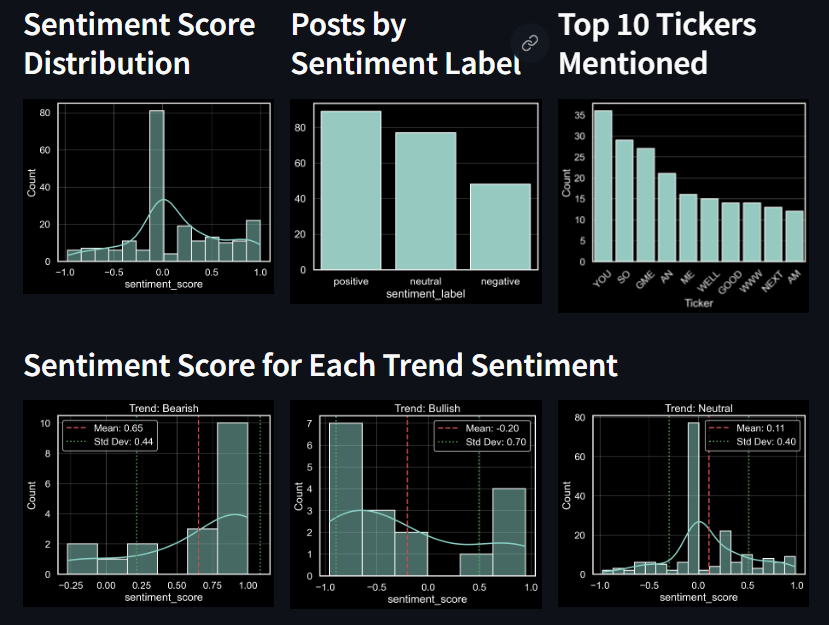 Sentiment Score Distribution
Posts by Sentiment Label
Top 10 Tickers Mentioned
80
60
40
20
0
Count
−1.0 −0.5 0.0 0.5 1.0
sentiment_score
80
60
40
20
0
positive neutral negative
sentiment_label
35
30
25
20
15
10
5
0
Count
YOU SO GME AN ME WELL GOOD WWW NEXT AM
Ticker
Sentiment Score for Each Trend Sentiment
Trend: Bearish
Mean: 0.65
Std Dev: 0.44
10
8
6
4
2
0
Count
−0.25 0.00 0.25 0.50 0.75 1.00
sentiment_score
Trend: Bullish
Mean: -0.20
Std Dev: 0.70
7
6
5
4
3
2
1
0
Count
−1.0 −0.5 0.0 0.5 1.0
sentiment_score
Trend: Neutral
Mean: 0.11
Std Dev: 0.40
80
60
40
20
0
Count
−1.0 −0.5 0.0 0.5 1.0
sentiment_score